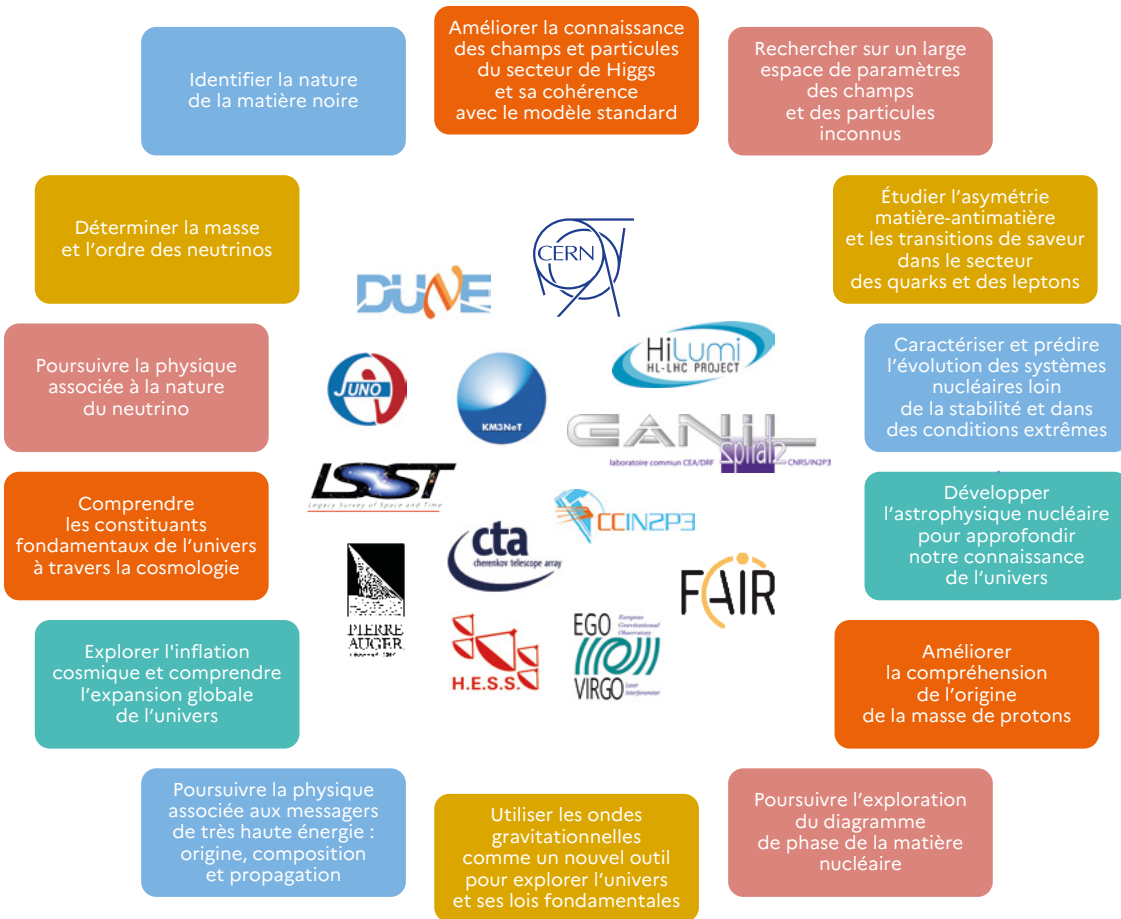 Identifier la nature
de la matière noire
Améliorer la connaissance
des champs et particules
du secteur de Higgs
et sa cohérence
avec le modèle standard
Rechercher sur un large
espace de paramètres
des champs
et des particules
inconnus
Déterminer la masse
et l'ordre des neutrinos
Étudier l'asymétrie
matière-antimatière
et les transitions de saveur
dans le secteur
des quarks et des leptons
CERN
DUNE
Poursuivre la physique
associée à la nature
du neutrino
JUNO
KM3NeT
HiLumi
HL-LHC PROJECT
GANIL
laboratoire commun CEA/DRF
spiral2
CNRS/IN2P3
Caractériser et prédire
l'évolution des systèmes
nucléaires loin
de la stabilité et dans
des conditions extrêmes
Comprendre
les constituants
fondamentaux de l'univers
à travers la cosmologie
LSST
Legacy Survey of Space and Time
CCIN2P3
cta
cherenkov telescope array
Développer
l'astrophysique nucléaire
pour approfondir
notre connaissance
de l'univers
PIERRE
AUGER
H.E.S.S.
EGO
European
Gravitational
Observatory
VIRGO
Laser
Interferometer
FAIR
Explorer l'inflation
cosmique et comprendre
l'expansion globale
de l'univers
Améliorer
la compréhension
de l'origine
de la masse de protons
Poursuivre la physique
associée aux messagers
de très haute énergie :
origine, composition
et propagation
Utiliser les ondes
gravitationnelles
comme un nouvel outil
pour explorer l'univers
et ses lois fondamentales
Poursuivre l'exploration
du diagramme
de phase de la matière
nucléaire